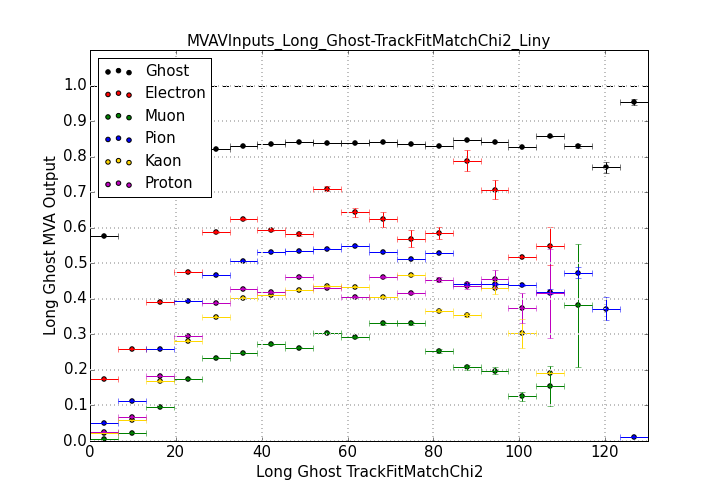 MVAVInputs_Long_Ghost-TrackFitMatchChi2_Liny
Long Ghost MVA Output
1.0
0.9
0.8
0.7
0.6
0.5
0.4
0.3
0.2
0.1
0.0
Ghost
Electron
Muon
Pion
Kaon
Proton
0 20 40 60 80 100 120
Long Ghost TrackFitMatchChi2